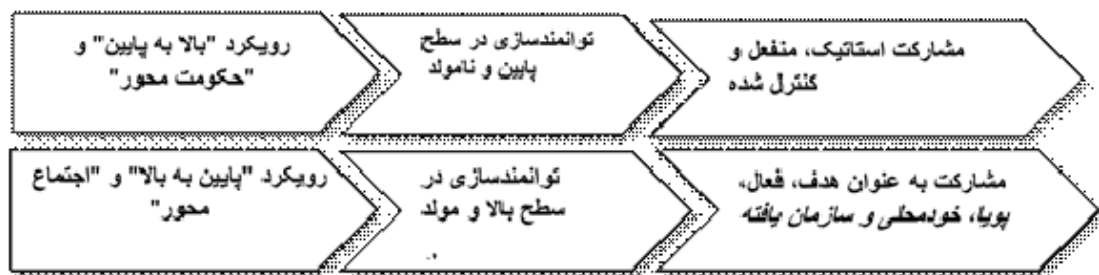 رویکرد "بالا به پایین" و
"حکومت محور"
توانمندسازی در سطح
پایین و نامولد
مشارکت استاتیک، منفعل و
کنترل شده
رویکرد "پایین به بالا" و "اجتماع
محور"
توانمندسازی در
سطح بالا و مولد
.
مشارکت به عنوان هدف، فعال،
پویا، خودمحلی و سازمان یافته